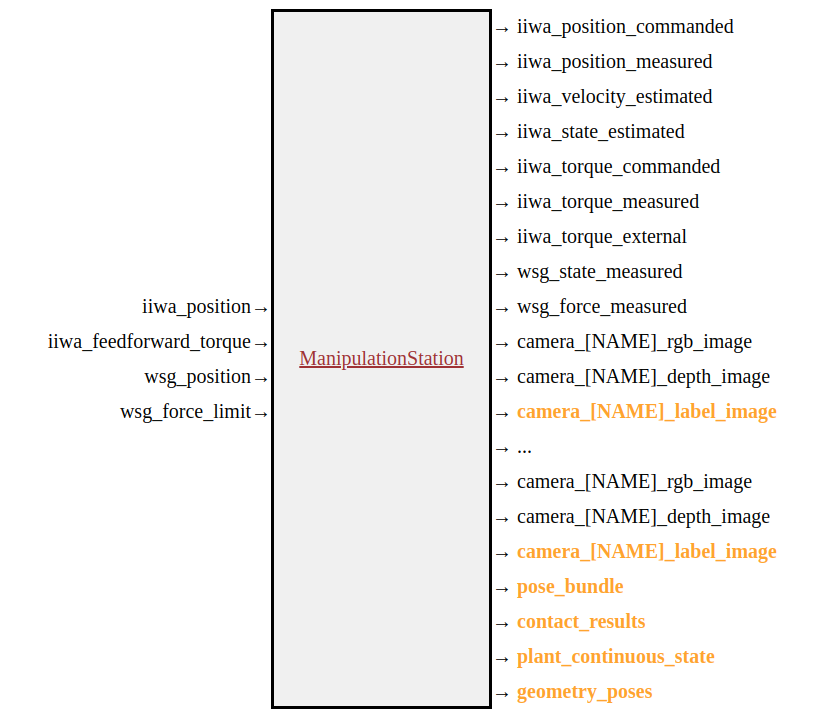 iiwa_position→
iiwa_feedforward_torque→
wsg_position→
wsg_force_limit→
ManipulationStation
→ iiwa_position_commanded
→ iiwa_position_measured
→ iiwa_velocity_estimated
→ iiwa_state_estimated
→ iiwa_torque_commanded
→ iiwa_torque_measured
→ iiwa_torque_external
→ wsg_state_measured
→ wsg_force_measured
→ camera_[NAME]_rgb_image
→ camera_[NAME]_depth_image
→ camera_[NAME]_label_image
→ ...
→ camera_[NAME]_rgb_image
→ camera_[NAME]_depth_image
→ camera_[NAME]_label_image
→ pose_bundle
→ contact_results
→ plant_continuous_state
→ geometry_poses